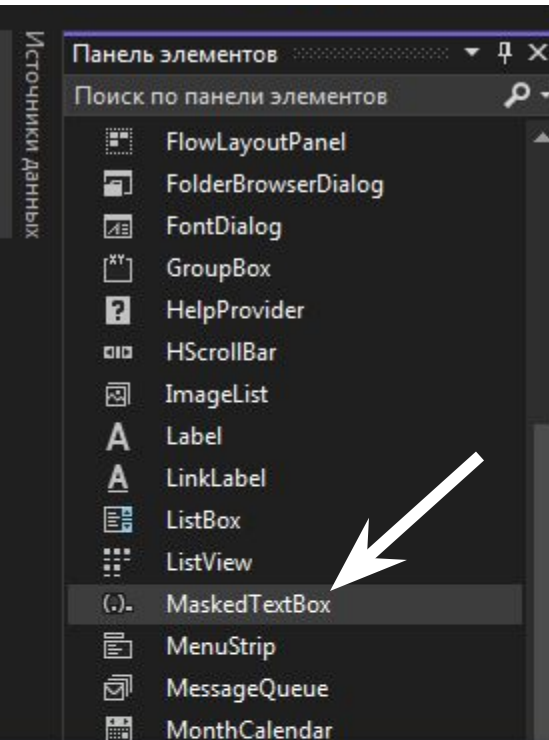 Источники данных
Панель элементов
Поиск по панели элементов
FlowLayoutPanel
FolderBrowserDialog
FontDialog
GroupBox
HelpProvider
HScrollBar
ImageList
Label
LinkLabel
ListBox
ListView
MaskedTextBox
MenuStrip
MessageQueue
MonthCalendar